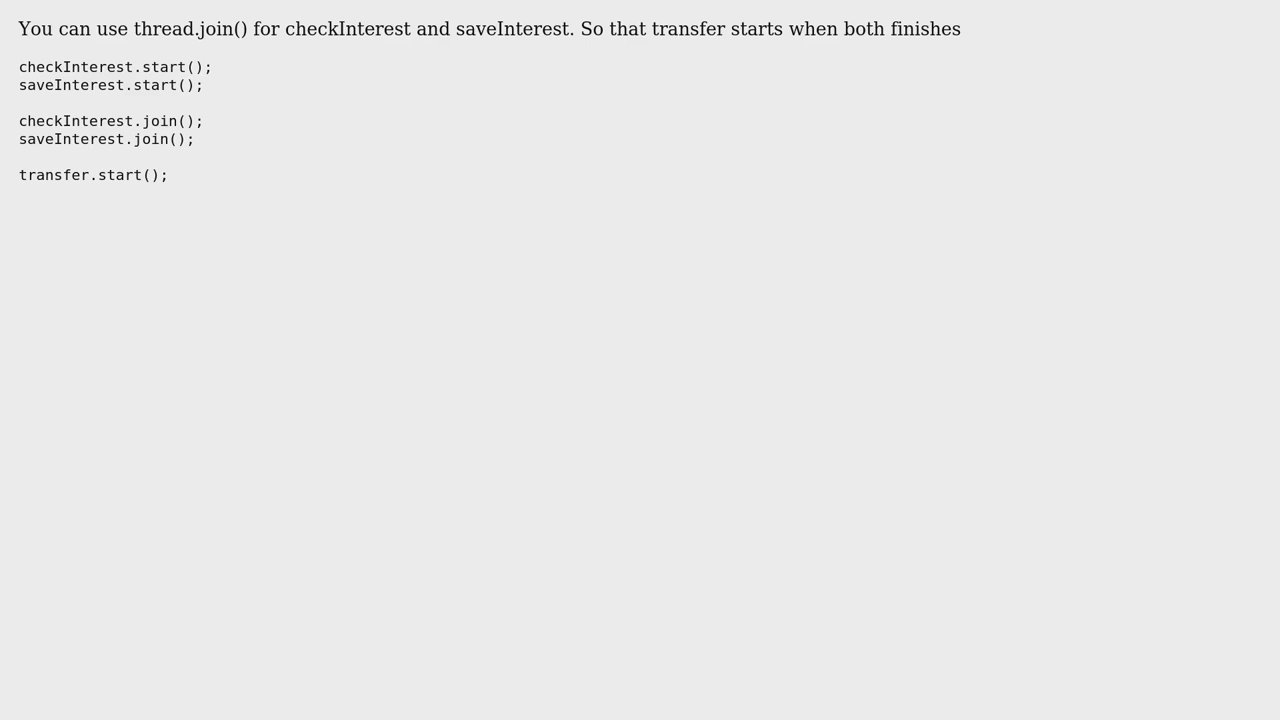 You can use thread.join() for checkInterest and saveInterest. So that transfer starts when both finishes
checkInterest.start();
saveInterest.start();
checkInterest.join();
saveInterest.join();
transfer.start();